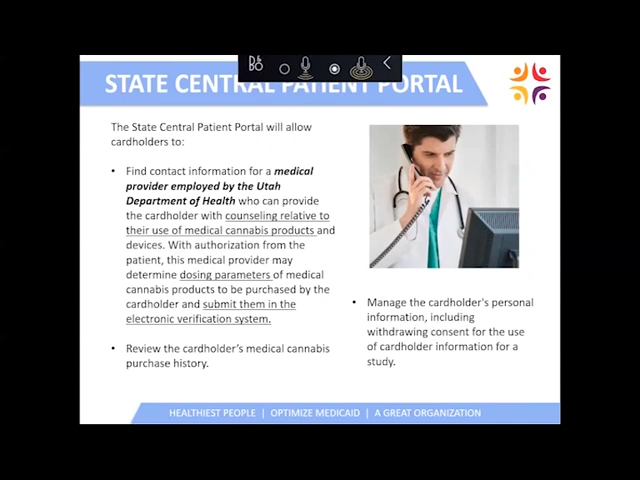 STATE CENTRAL PATIENT PORTAL
The State Central Patient Portal will allow
cardholders to:
• Find contact information for a medical
provider employed by the Utah
Department of Health who can provide
the cardholder with counseling relative to
their use of medical cannabis products and
devices. With authorization from the
patient, this medical provider may
determine dosing parameters of medical
cannabis products to be purchased by the
cardholder and submit them in the
electronic verification system.
• Review the cardholder's medical cannabis
purchase history.
• Manage the cardholder's personal
information, including
withdrawing consent for the use
of cardholder information for a
study.
HEALTHIEST PEOPLE | OPTIMIZE MEDICAID | A GREAT ORGANIZATION